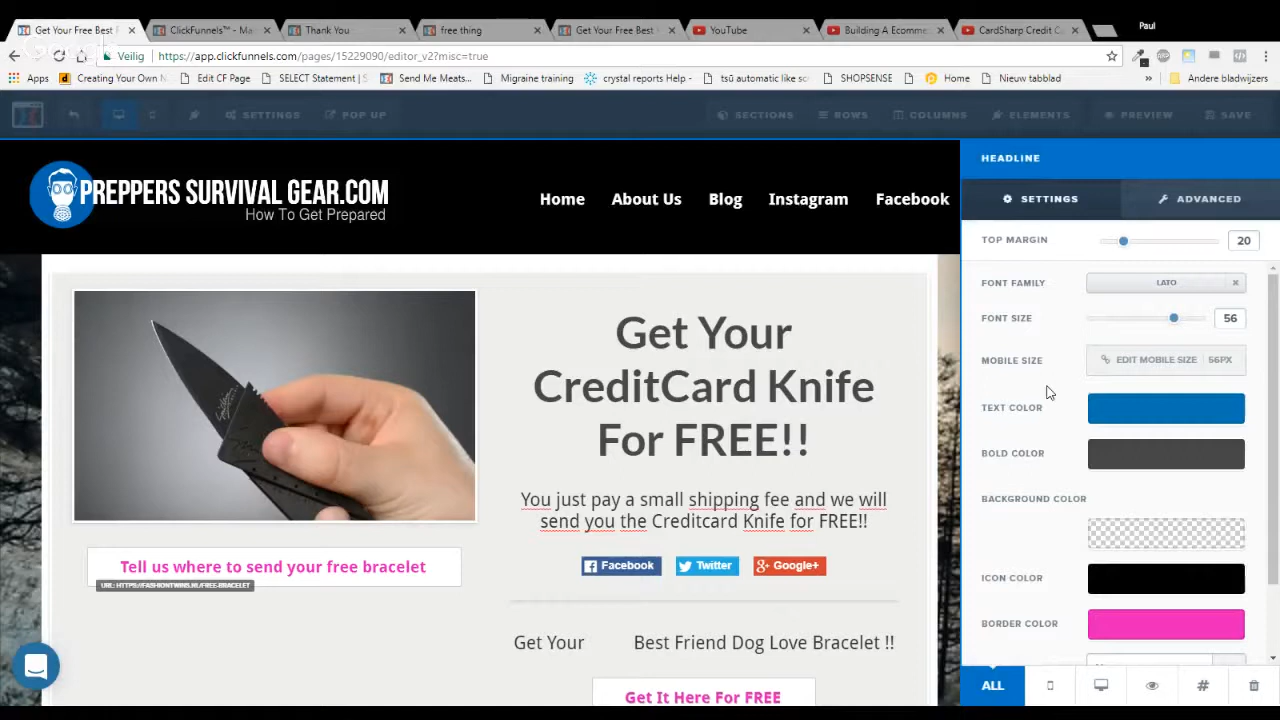 Get Your Free Best F
ClickFunnels™ - Ma
Thank You
free thing
Get Your Free Best
YouTube
Building A Ecomme
CardSharp Credit C
Paul
Veilig
https://app.clickfunnels.com/pages/15229090/editor_v2?misc=true
Apps
Creating Your Own N
Edit CF Page
SELECT Statement |
Send Me Meats...
Migraine training
crystal reports Help -
automatic like sc
SHOPSENSE
Home
Nieuw tabblad
»
Andere bladwijzers
SETTINGS
POP UP
SECTIONS
ROWS
COLUMNS
ELEMENTS
PREVIEW
SAVE
PREPPERS SURVIVAL GEAR.COM
How To Get Prepared
Home
About Us
Blog
Instagram
Facebook
Get Your
CreditCard Knife
For FREE!!
You just pay a small shipping fee and we will
send you the Creditcard Knife for FREE!!
Facebook
Twitter
Google+
Tell us where to send your free bracelet
URL: HTTPS://FASHIONTWINS.NL/FREE-BRACELET
Get Your Best Friend Dog Love Bracelet !!
Get It Here For FREE
HEADLINE
SETTINGS
ADVANCED
TOP MARGIN
20
FONT FAMILY
LATO
FONT SIZE
56
MOBILE SIZE
EDIT MOBILE SIZE
56PX
TEXT COLOR
BOLD COLOR
BACKGROUND COLOR
ICON COLOR
BORDER COLOR
ALL
#